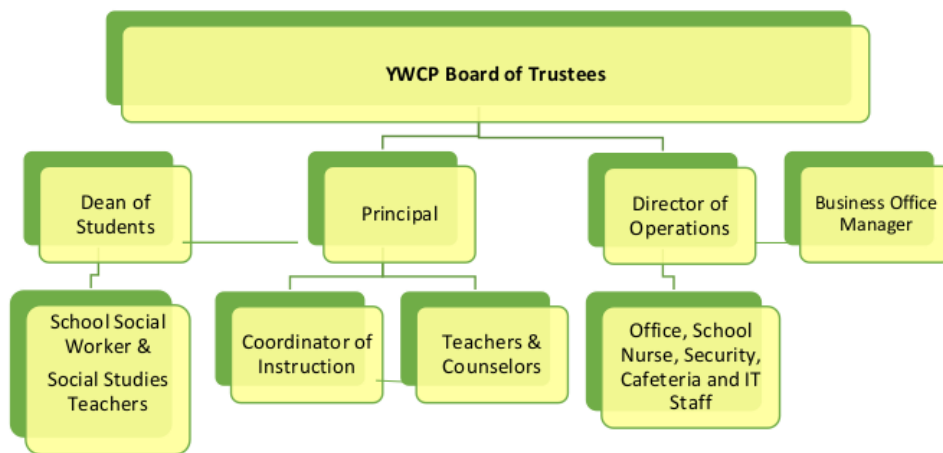 YWCP Board of Trustees
Dean of
Students
Principal
Director of
Operations
Business Office
Manager
School Social
Worker &
Social Studies
Teachers
Coordinator of
Instruction
Teachers &
Counselors
Office, School
Nurse, Security,
Cafeteria and IT
Staff